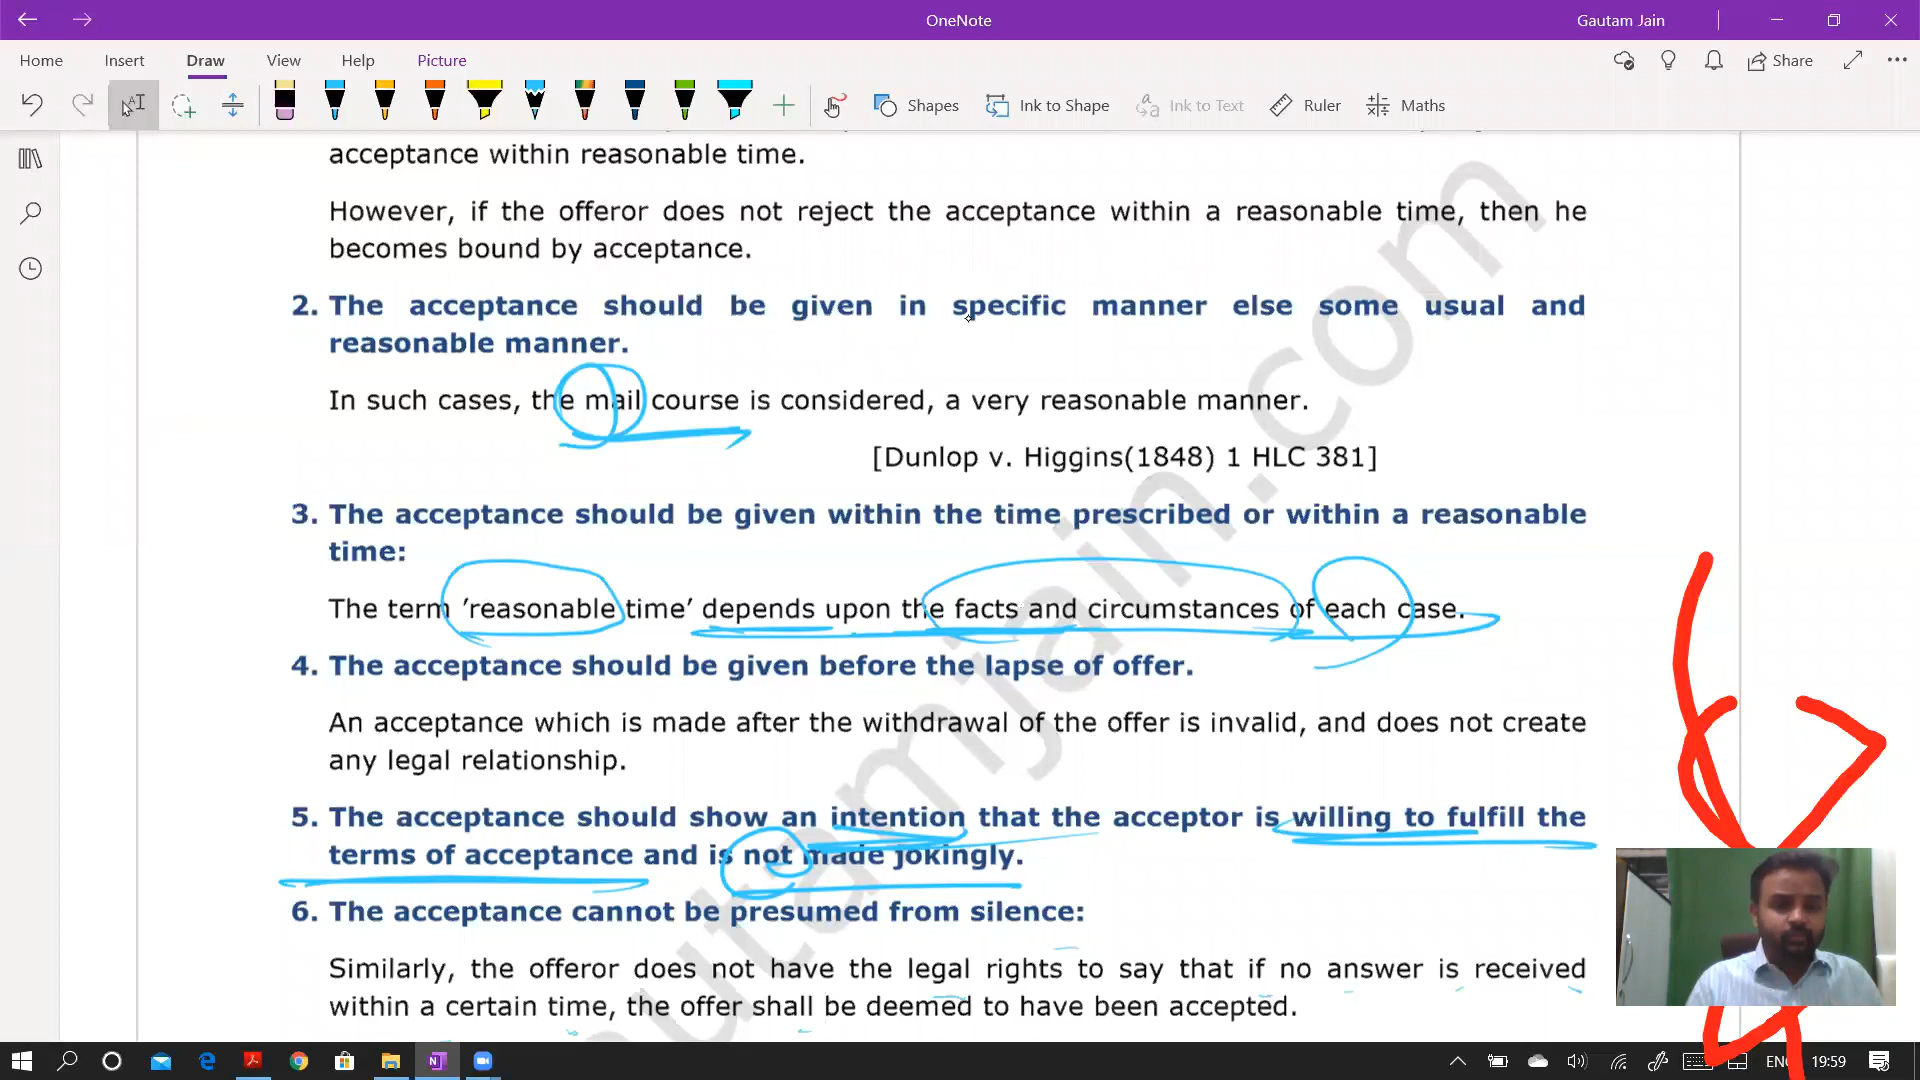 OneNote
Gautam Jain
Home Insert Draw View Help Picture Share
Shapes Ink to Shape Ink to Text Ruler Maths
acceptance within reasonable time.
However, if the offeror does not reject the acceptance within a reasonable time, then he
becomes bound by acceptance.
2. The acceptance should be given in specific manner else some usual and
reasonable manner.
In such cases, the mail course is considered, a very reasonable manner.
[Dunlop v. Higgins(1848) 1 HLC 381]
3. The acceptance should be given within the time prescribed or within a reasonable
time:
The term ’reasonable time’ depends upon the facts and circumstances of each case.
4. The acceptance should be given before the lapse of offer.
An acceptance which is made after the withdrawal of the offer is invalid, and does not create
any legal relationship.
5. The acceptance should show an intention that the acceptor is willing to fulfill the
terms of acceptance and is not made jokingly.
6. The acceptance cannot be presumed from silence:
Similarly, the offeror does not have the legal rights to say that if no answer is received
within a certain time, the offer shall be deemed to have been accepted.
utamjain.com
19:59